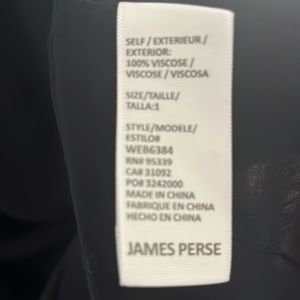 SELF / EXTERIEUR /
EXTERIOR:
100% VISCOSE /
VISCOSE / VISCOSA
SIZE/TAILLE/
TALLA:1
STYLE/MODELE/
ESTILO#
WEB6384
RN# 95339
CA# 31092
PO# 3242000
MADE IN CHINA
FABRIQUE EN CHINA
HECHO EN CHINA
JAMES PERSE